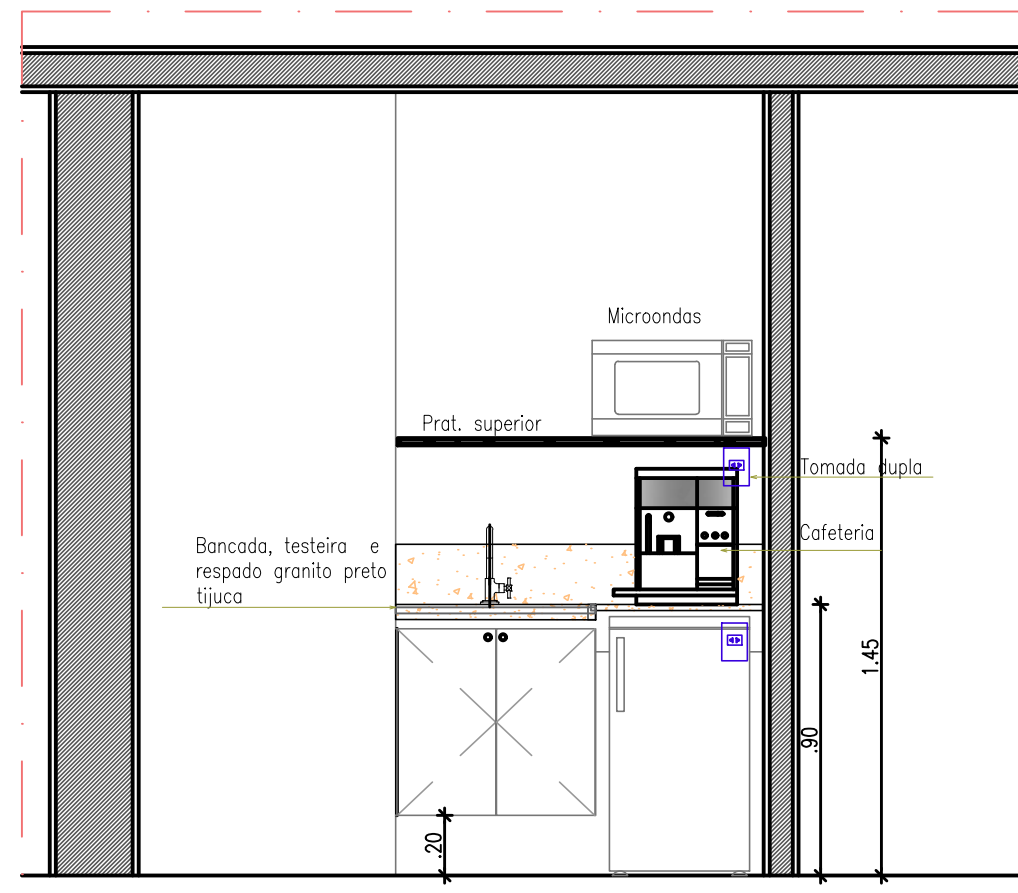 Microondas
Prat. superior
Tomada dupla
Cafeteria
Bancada, testeira e
respado granito preto
tijuca
1.45
.90
.20